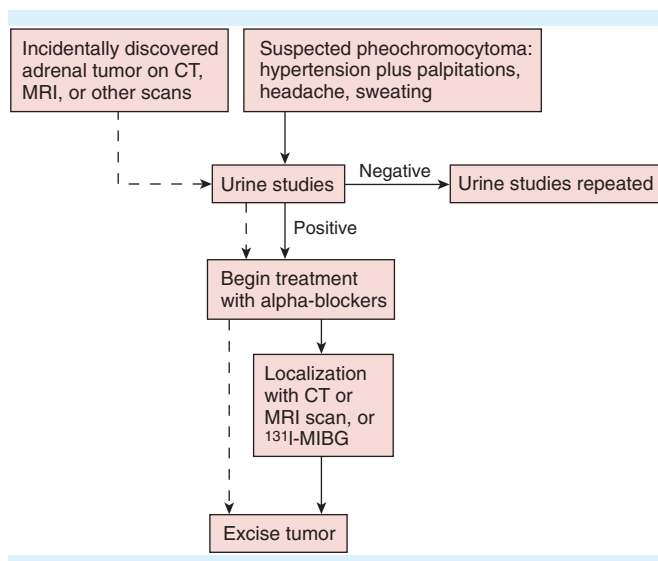 Incidentally discovered
adrenal tumor on CT,
MRI, or other scans
Suspected pheochromocytoma:
hypertension plus palpitations,
headache, sweating
Urine studies
Negative
Urine studies repeated
Positive
Begin treatment
with alpha-blockers
Localization
with CT or
MRI scan, or
¹³¹I-MIBG
Excise tumor